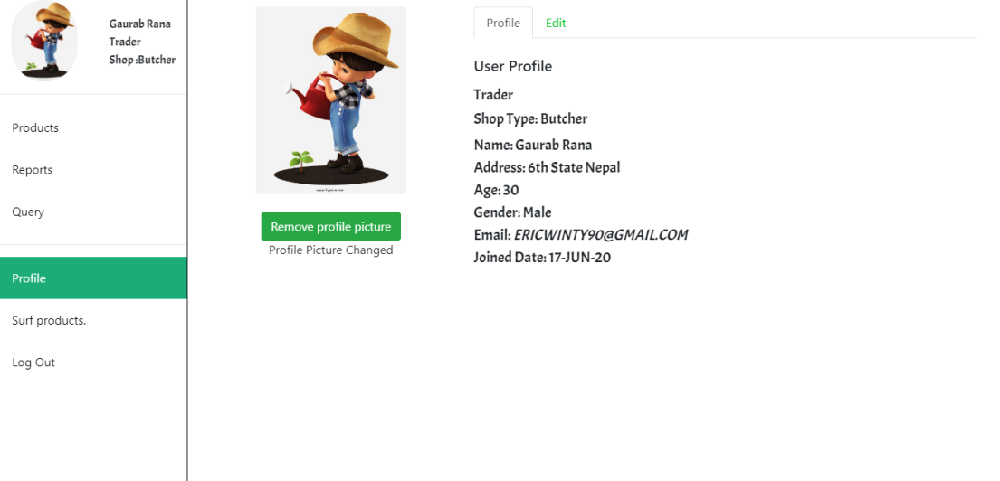 Gaurab Rana
Trader
Shop :Butcher
Products
Reports
Query
Profile
Surf products.
Log Out
Remove profile picture
Profile Picture Changed
Profile
Edit
User Profile
Trader
Shop Type: Butcher
Name: Gaurab Rana
Address: 6th State Nepal
Age: 30
Gender: Male
Email: ERICWINTY90@GMAIL.COM
Joined Date: 17-JUN-20